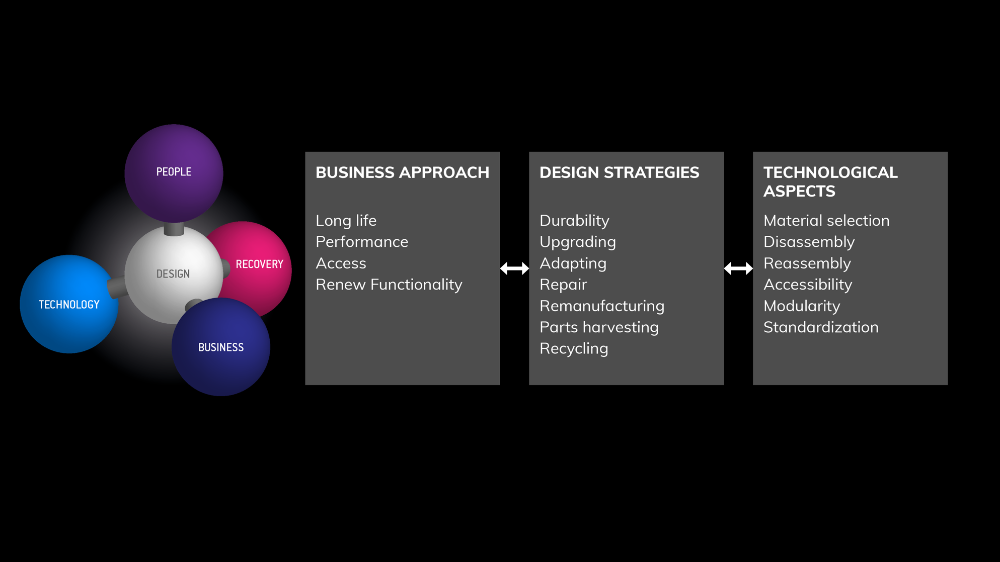 PEOPLE
RECOVERY
DESIGN
TECHNOLOGY
BUSINESS
BUSINESS APPROACH
Long life
Performance
Access
Renew Functionality
DESIGN STRATEGIES
Durability
Upgrading
Adapting
Repair
Remanufacturing
Parts harvesting
Recycling
TECHNOLOGICAL
ASPECTS
Material selection
Disassembly
Reassembly
Accessibility
Modularity
Standardization